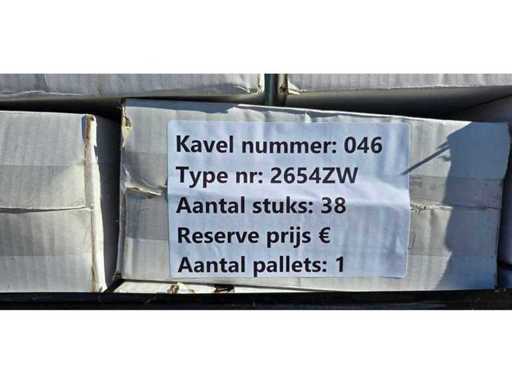 Kavel nummer: 046
Type nr: 2654ZW
Aantal stuks: 38
Reserve prijs €
Aantal pallets: 1